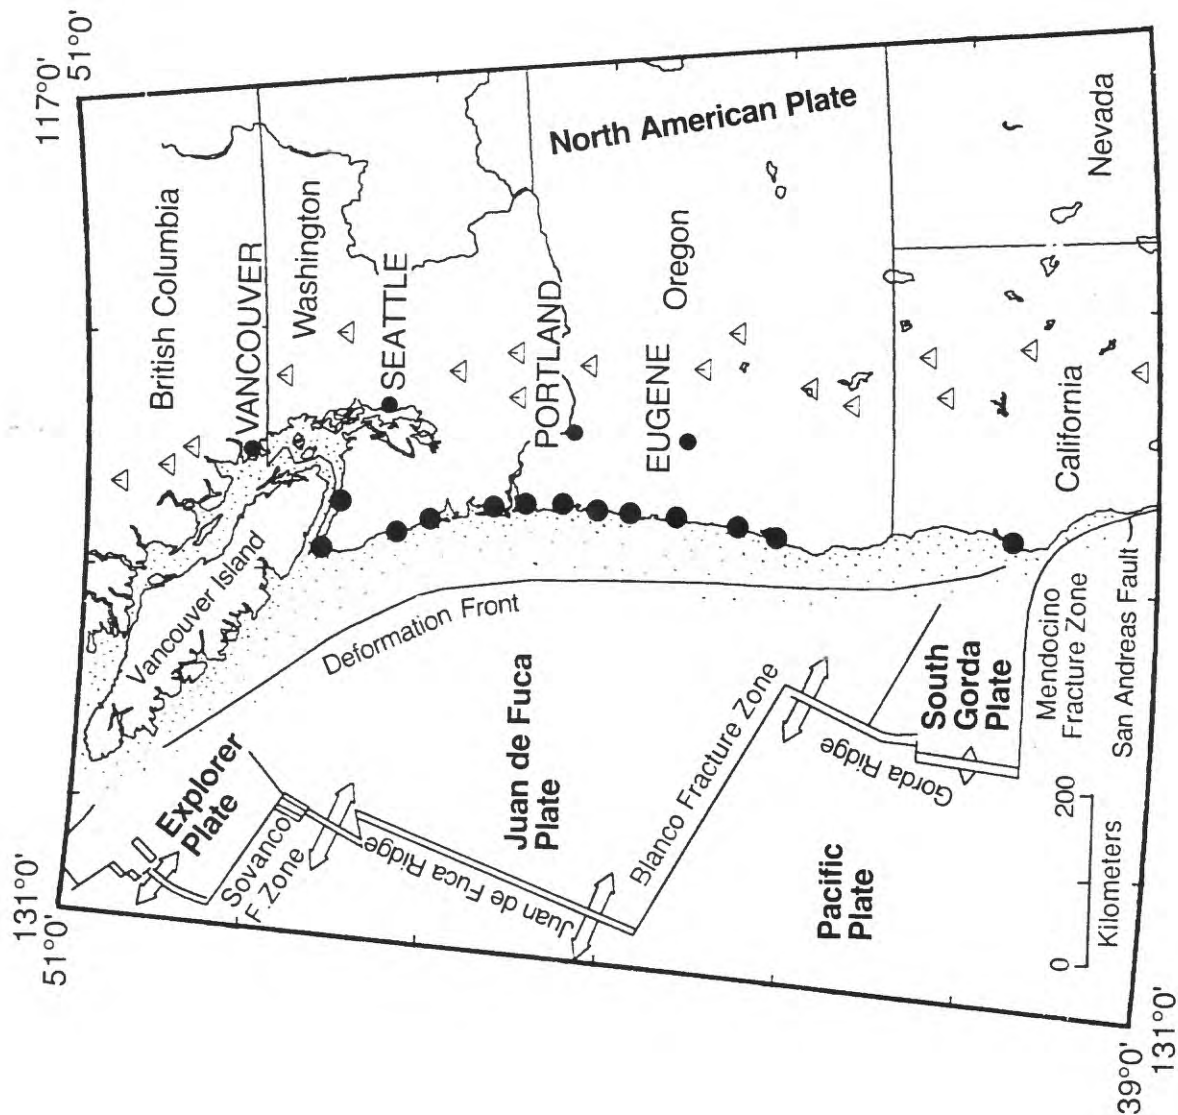 117°0'
51°0'
British Columbia
VANCOUVER
Washington
SEATTLE
North American Plate
PORTLAND
Oregon
EUGENE
Nevada
California
Vancouver Island
Deformation Front
Explorer
Plate
Sovanco
F. Zone
Juan de Fuca Ridge
Juan de Fuca
Plate
Blanco Fracture Zone
Gorda Ridge
South
Gorda
Plate
Mendocino
Fracture Zone
San Andreas Fault
Pacific
Plate
0
200
Kilometers
131°0'
51°0'
39°0'
131°0'